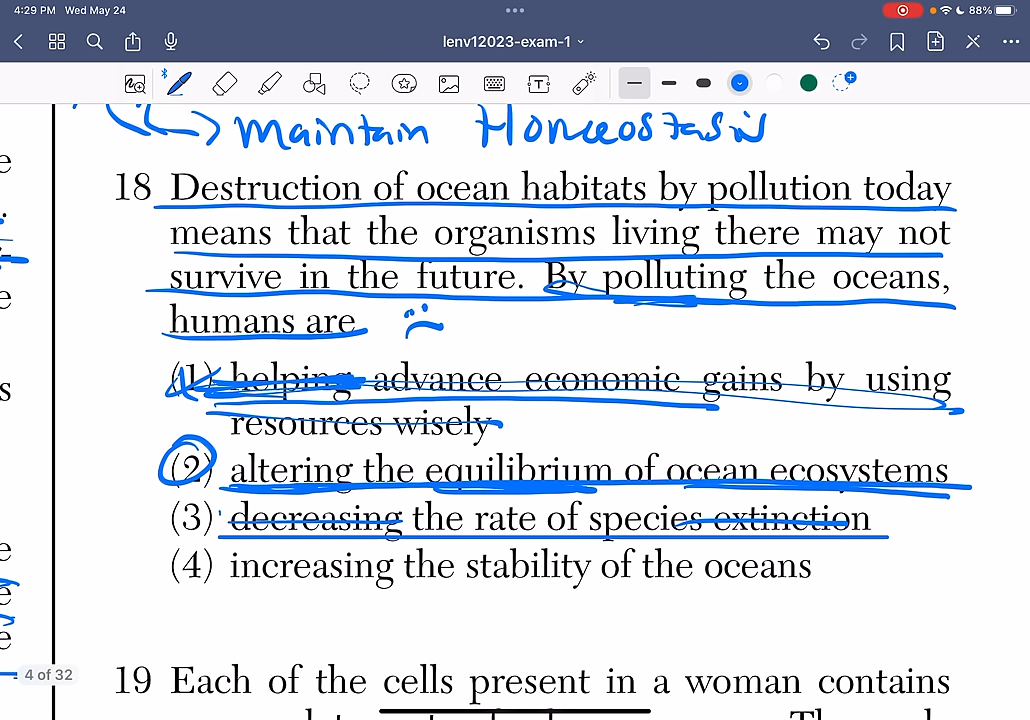 4:29 PM Wed May 24
88%
lenv12023-exam-1
maintain Homeostasis
18 Destruction of ocean habitats by pollution today
means that the organisms living there may not
survive in the future. By polluting the oceans,
humans are
(1) helping advance economic gains by using
resources wisely
(2) altering the equilibrium of ocean ecosystems
(3) decreasing the rate of species extinction
(4) increasing the stability of the oceans
4 of 32
19 Each of the cells present in a woman contains